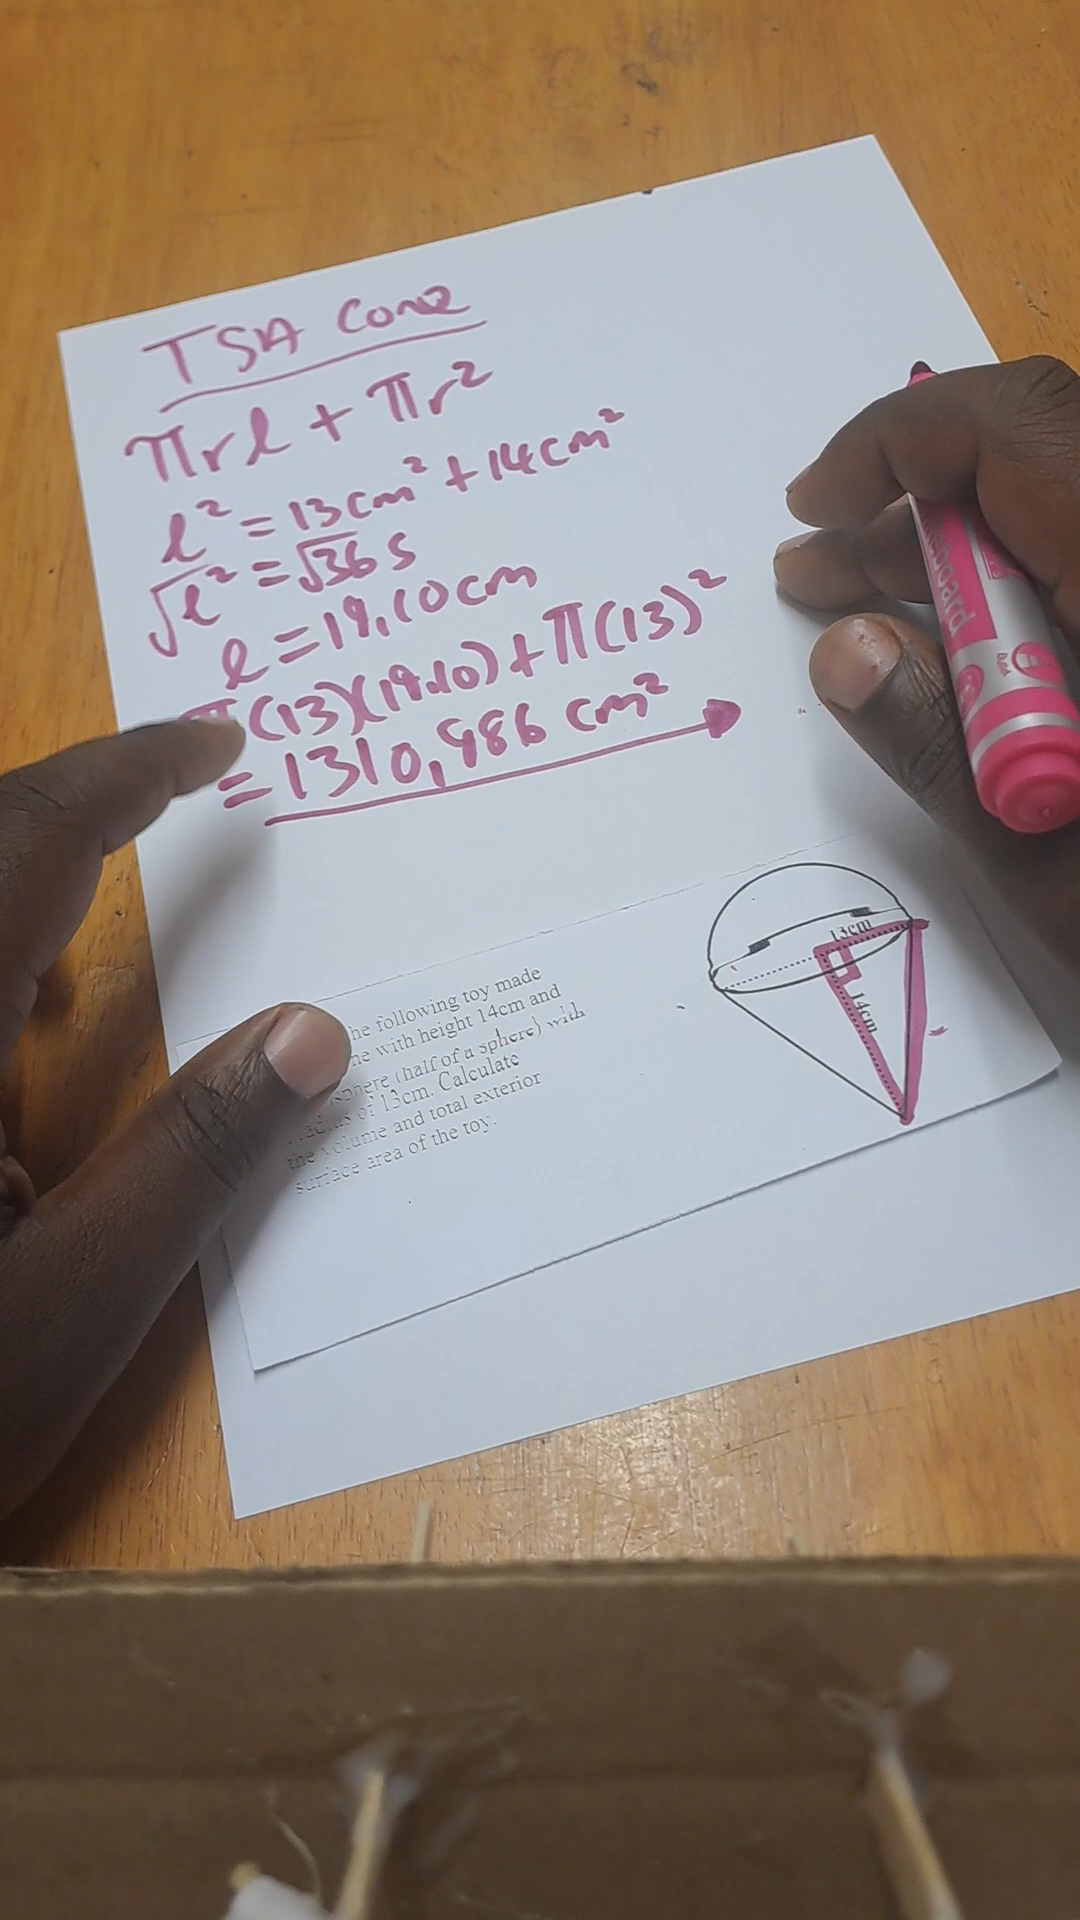 TSA Cone
πrl + πr²
l² = 13cm² + 14cm²
√l² = √365
l = 19,10cm
π(13)(19.10) + π(13)²
= 1310,986 cm²
13cm
14cm
he following toy made
ne with height 14cm and
sphere (half of a sphere) with
radius of 13cm. Calculate
the volume and total exterior
surface area of the toy.